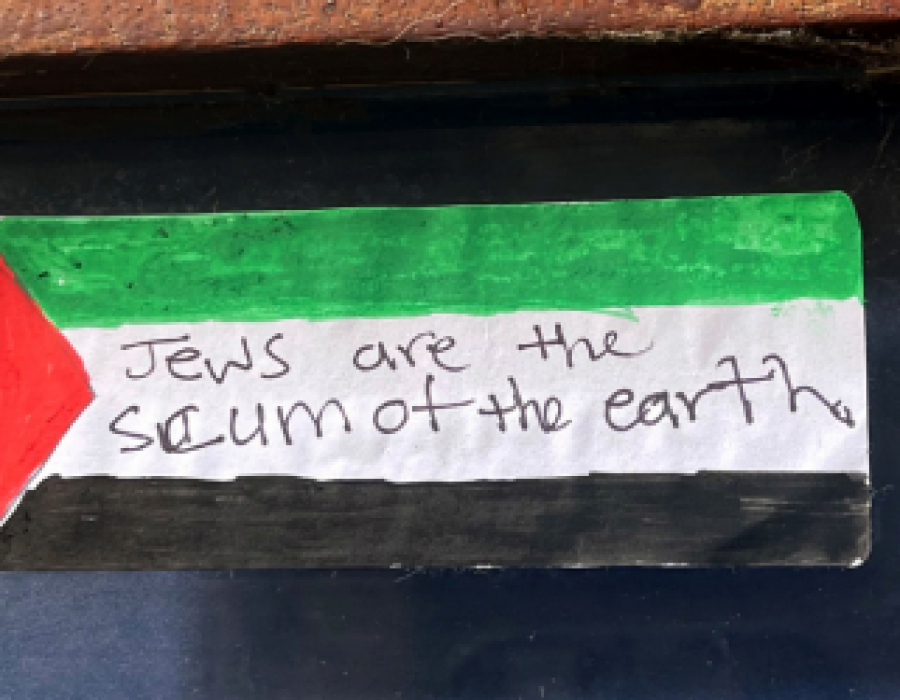 Jews are the
scum of the earth.